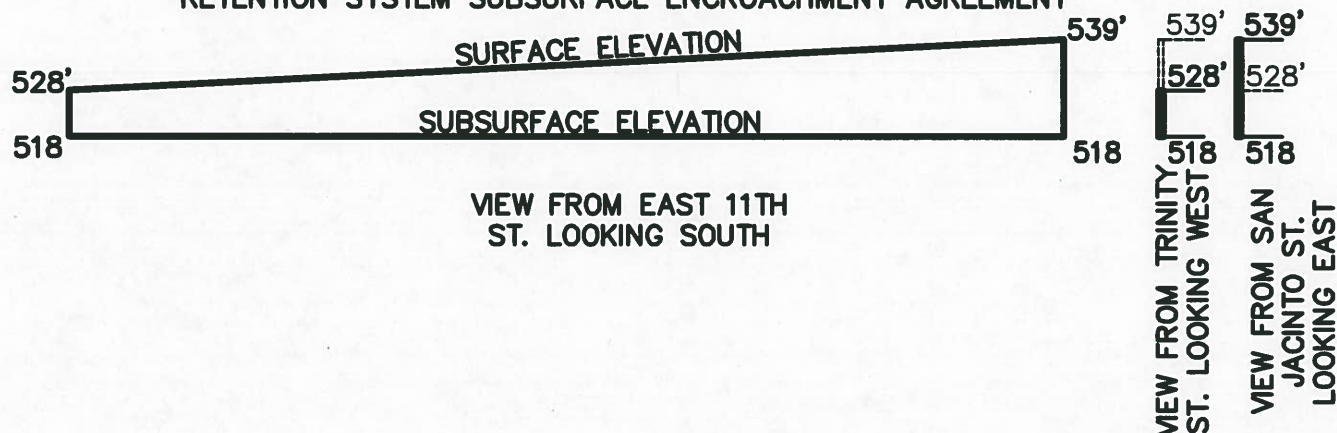 RETENTION SYSTEM SUBSURFACE ENCROACHMENT AGREEMENT
528'
SURFACE ELEVATION
539'
SUBSURFACE ELEVATION
518
518
VIEW FROM EAST 11TH
ST. LOOKING SOUTH
539'
528'
518
VIEW FROM TRINITY
ST. LOOKING WEST
539'
528'
518
VIEW FROM SAN
JACINTO ST.
LOOKING EAST